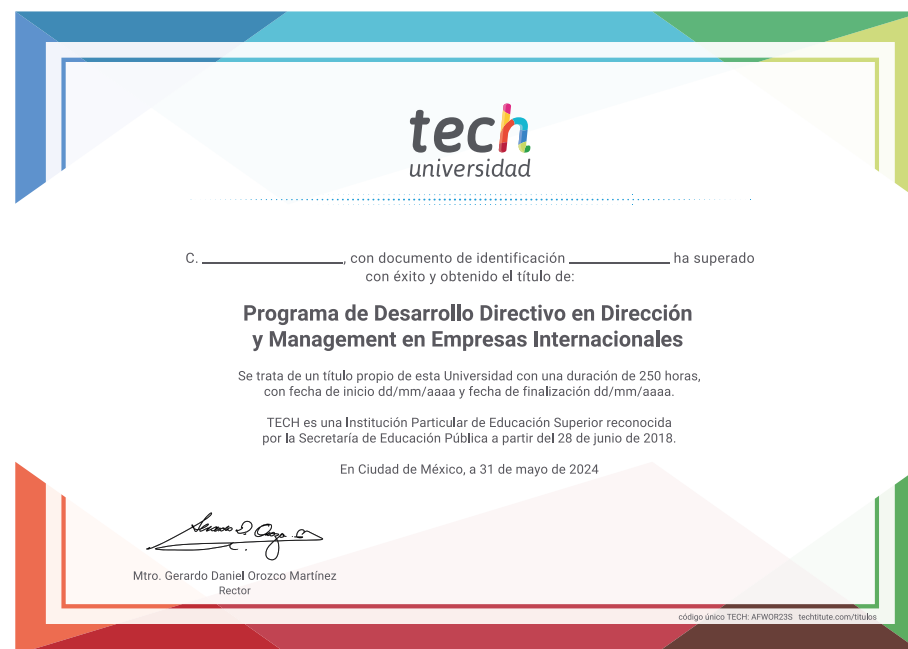 tech
universidad
C. ____________, con documento de identificación ____________ ha superado
con éxito y obtenido el título de:
Programa de Desarrollo Directivo en Dirección
y Management en Empresas Internacionales
Se trata de un título propio de esta Universidad con una duración de 250 horas,
con fecha de inicio dd/mm/aaaa y fecha de finalización dd/mm/aaaa.
TECH es una Institución Particular de Educación Superior reconocida
por la Secretaría de Educación Pública a partir del 28 de junio de 2018.
En Ciudad de México, a 31 de mayo de 2024
Mtro. Gerardo Daniel Orozco Martínez
Rector
código único TECH: AFWOR23S techtitute.com/titulos